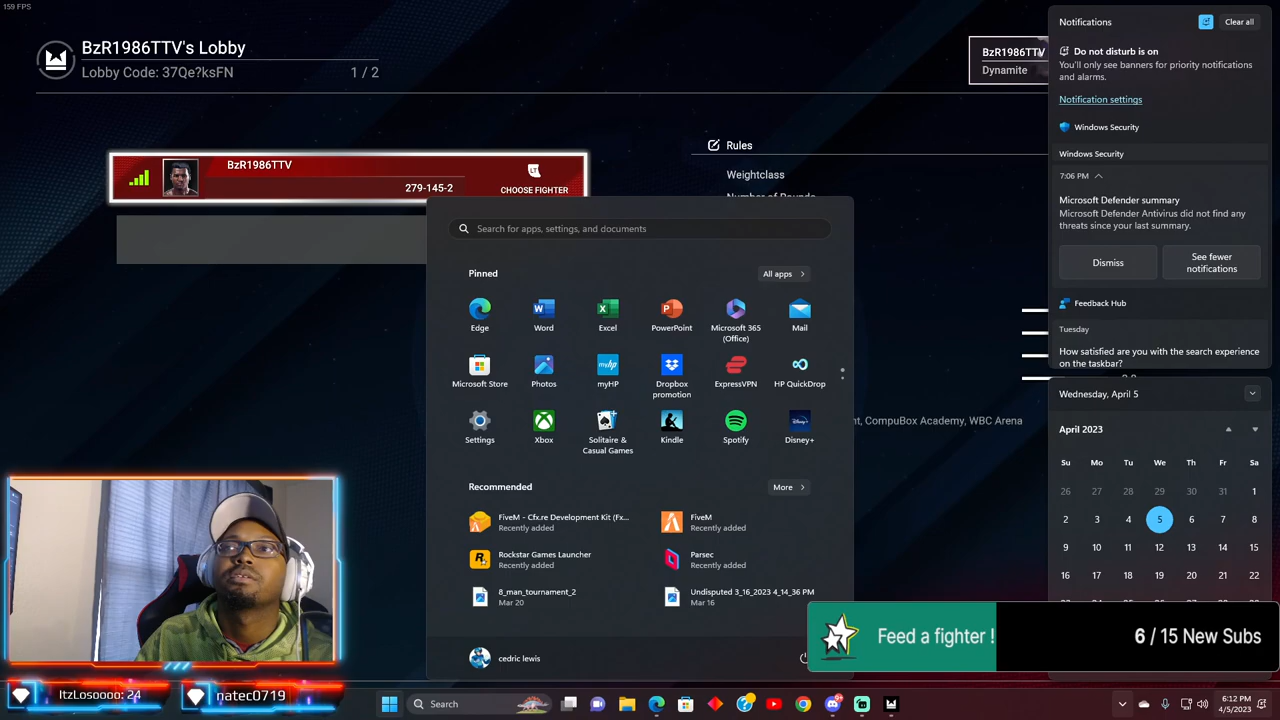 159 FPS
BzR1986TTV's Lobby
Lobby Code: 37Qe?ksFN
1 / 2
BzR1986TTV
Dynamite
BzR1986TTV
279-145-2
LT
CHOOSE FIGHTER
Rules
Weightclass
Number of Rounds
nt, CompuBox Academy, WBC Arena
Search for apps, settings, and documents
Pinned
All apps
Edge
Word
Excel
PowerPoint
Microsoft 365
(Office)
Mail
Microsoft Store
Photos
myHP
Dropbox
promotion
ExpressVPN
HP QuickDrop
Settings
Xbox
Solitaire &
Casual Games
Kindle
Spotify
Disney+
Recommended
More
FiveM - Cfx.re Development Kit (Fx...
Recently added
FiveM
Recently added
Rockstar Games Launcher
Recently added
Parsec
Recently added
8_man_tournament_2
Mar 20
Undisputed 3_16_2023 4_14_36 PM
Mar 16
cedric lewis
Notifications
Clear all
Do not disturb is on
You'll only see banners for priority notifications
and alarms.
Notification settings
Windows Security
Windows Security
7:06 PM
Microsoft Defender summary
Microsoft Defender Antivirus did not find any
threats since your last summary.
Dismiss
See fewer
notifications
Feedback Hub
Tuesday
How satisfied are you with the search experience
on the taskbar?
Wednesday, April 5
April 2023
Su Mo Tu We Th Fr Sa
26 27 28 29 30 31 1
2 3 4 5 6 7 8
9 10 11 12 13 14 15
16 17 18 19 20 21 22
Feed a fighter !
6 / 15 New Subs
ItzLosoooo: 24
natec0719
Search
6:12 PM
4/5/2023